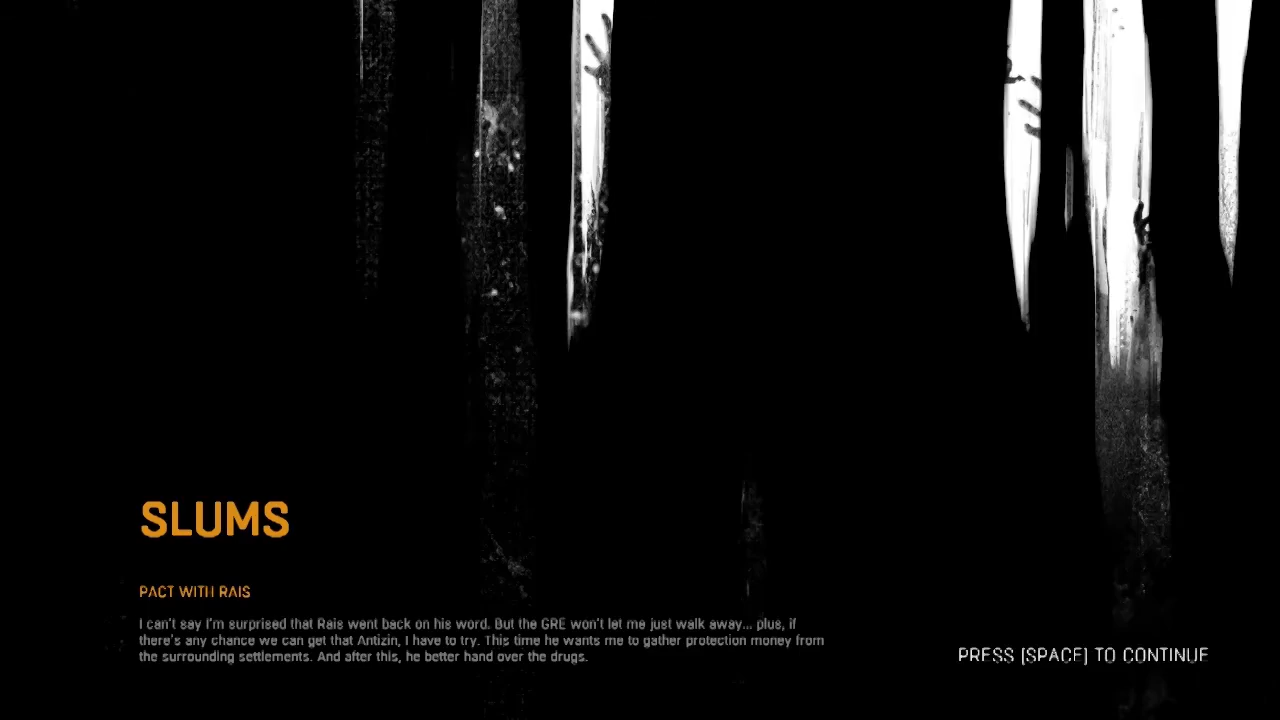 SLUMS
PACT WITH RAIS
I can't say I'm surprised that Rais went back on his word. But the GRE won't let me just walk away... plus, if
there's any chance we can get that Antizin, I have to try. This time he wants me to gather protection money from
the surrounding settlements. And after this, he better hand over the drugs.
PRESS [SPACE] TO CONTINUE